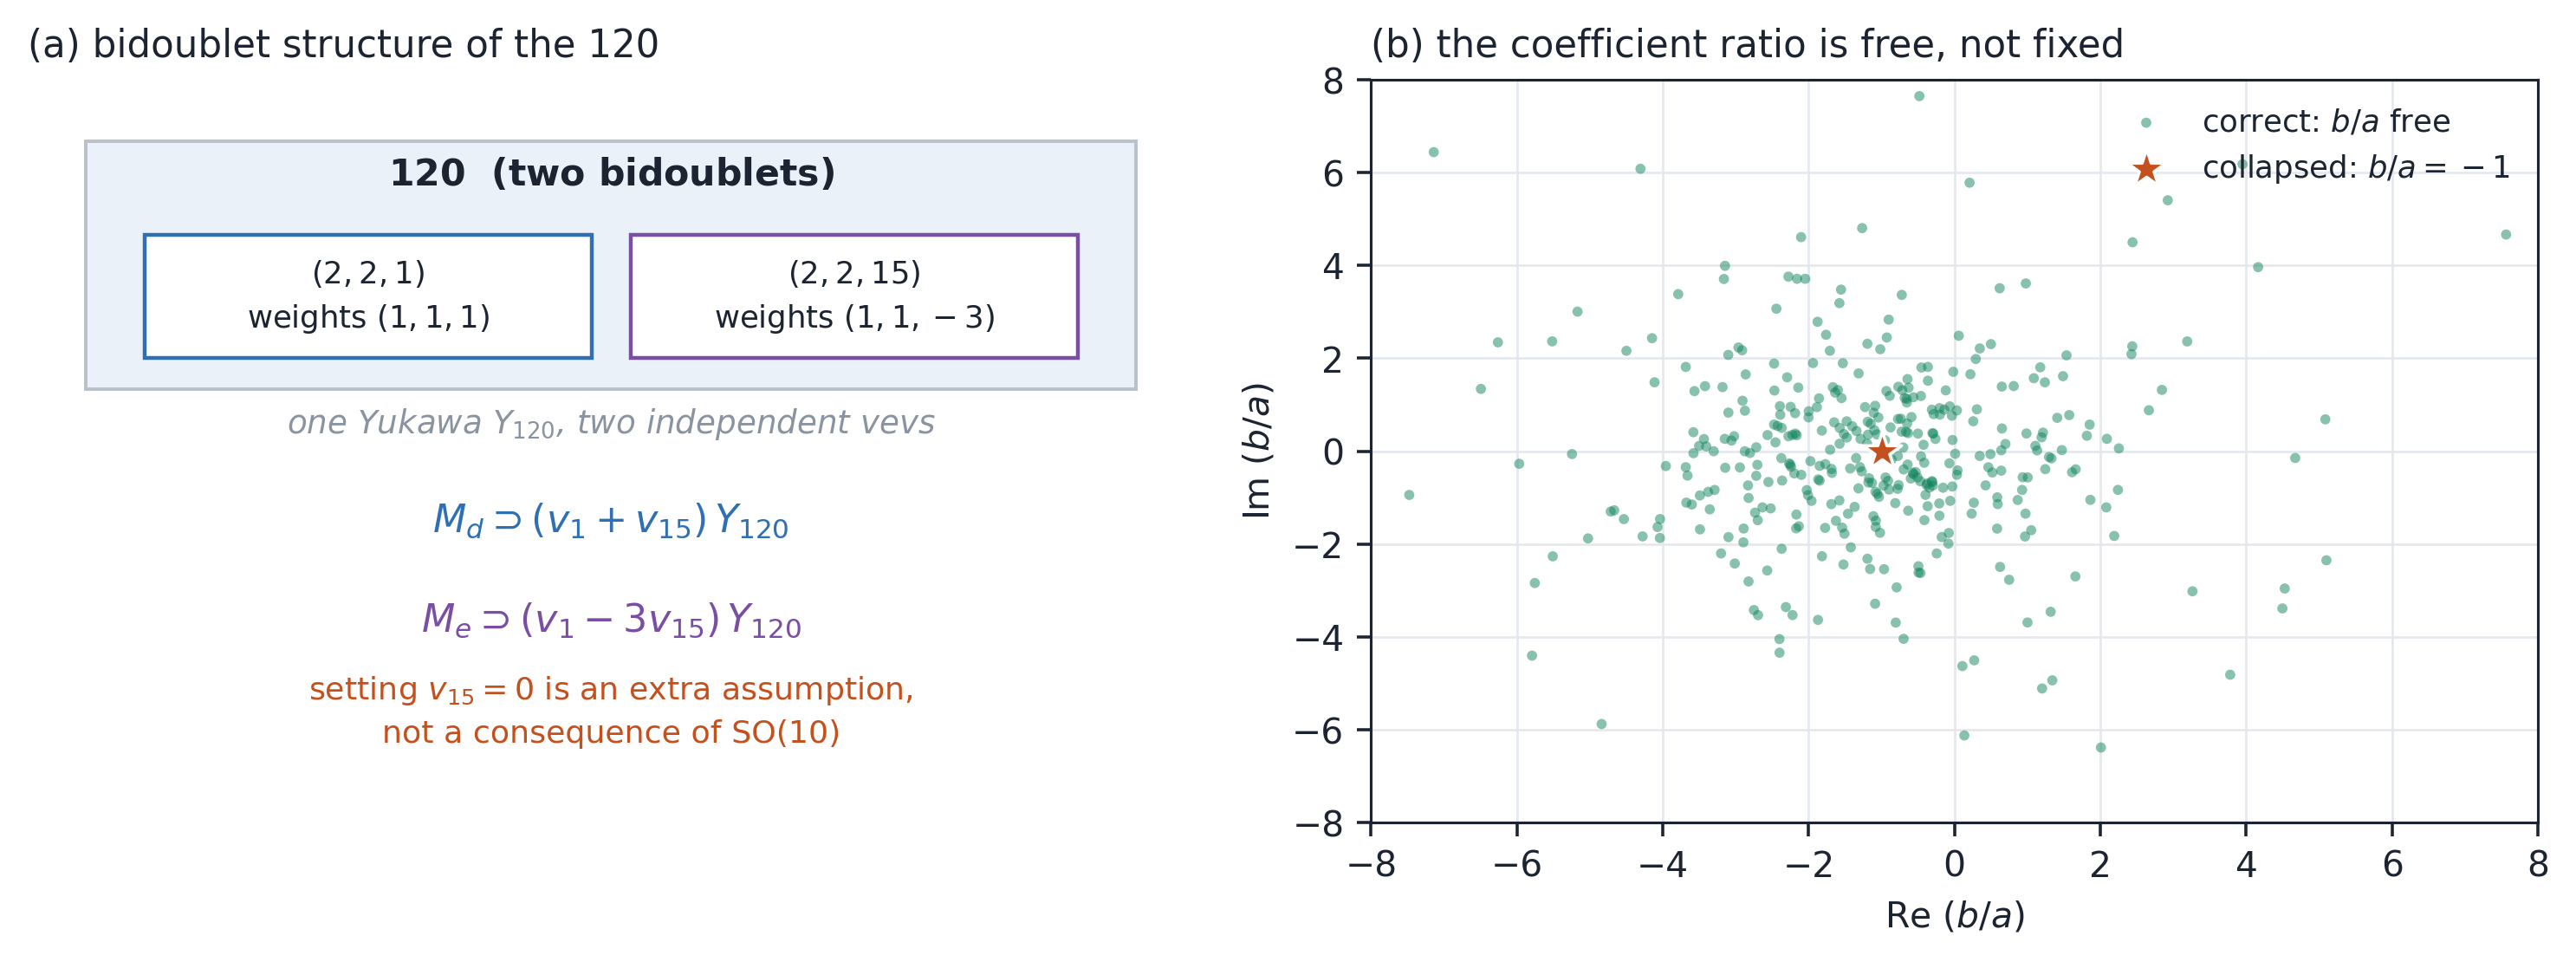 (a) bidoublet structure of the 120
120 (two bidoublets)
(2, 2, 1)
weights (1, 1, 1)
(2, 2, 15)
weights (1, 1, −3)
one Yukawa Y₁₂₀, two independent vevs
M_d ⊃ (v₁ + v₁₅) Y₁₂₀
M_e ⊃ (v₁ − 3v₁₅) Y₁₂₀
setting v₁₅ = 0 is an extra assumption,
not a consequence of SO(10)
(b) the coefficient ratio is free, not fixed
correct: b/a free
collapsed: b/a = −1
Im (b/a)
8
6
4
2
0
−2
−4
−6
−8
−8 −6 −4 −2 0 2 4 6 8
Re (b/a)